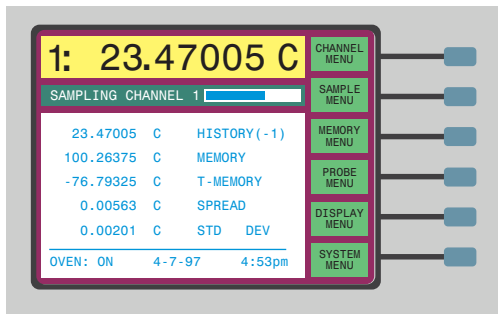 1: 23.47005 C
SAMPLING CHANNEL 1
23.47005 C HISTORY(-1)
100.26375 C MEMORY
-76.79325 C T-MEMORY
0.00563 C SPREAD
0.00201 C STD DEV
OVEN: ON 4-7-97 4:53pm
CHANNEL
MENU
SAMPLE
MENU
MEMORY
MENU
PROBE
MENU
DISPLAY
MENU
SYSTEM
MENU